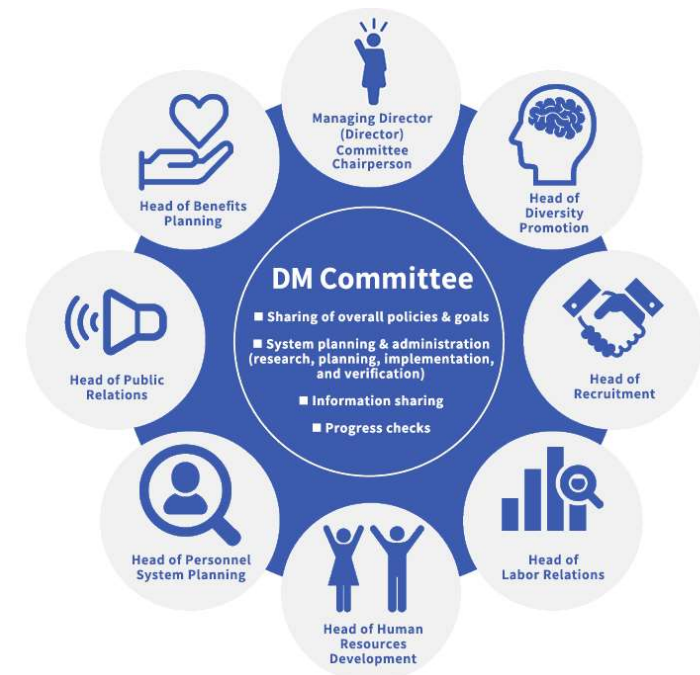 Managing Director
(Director)
Committee
Chairperson
Head of
Diversity
Promotion
Head of
Recruitment
Head of
Labor Relations
Head of Human
Resources
Development
Head of Personnel
System Planning
Head of Public
Relations
Head of Benefits
Planning
DM Committee
■ Sharing of overall policies & goals
■ System planning & administration
(research, planning, implementation,
and verification)
■ Information sharing
■ Progress checks